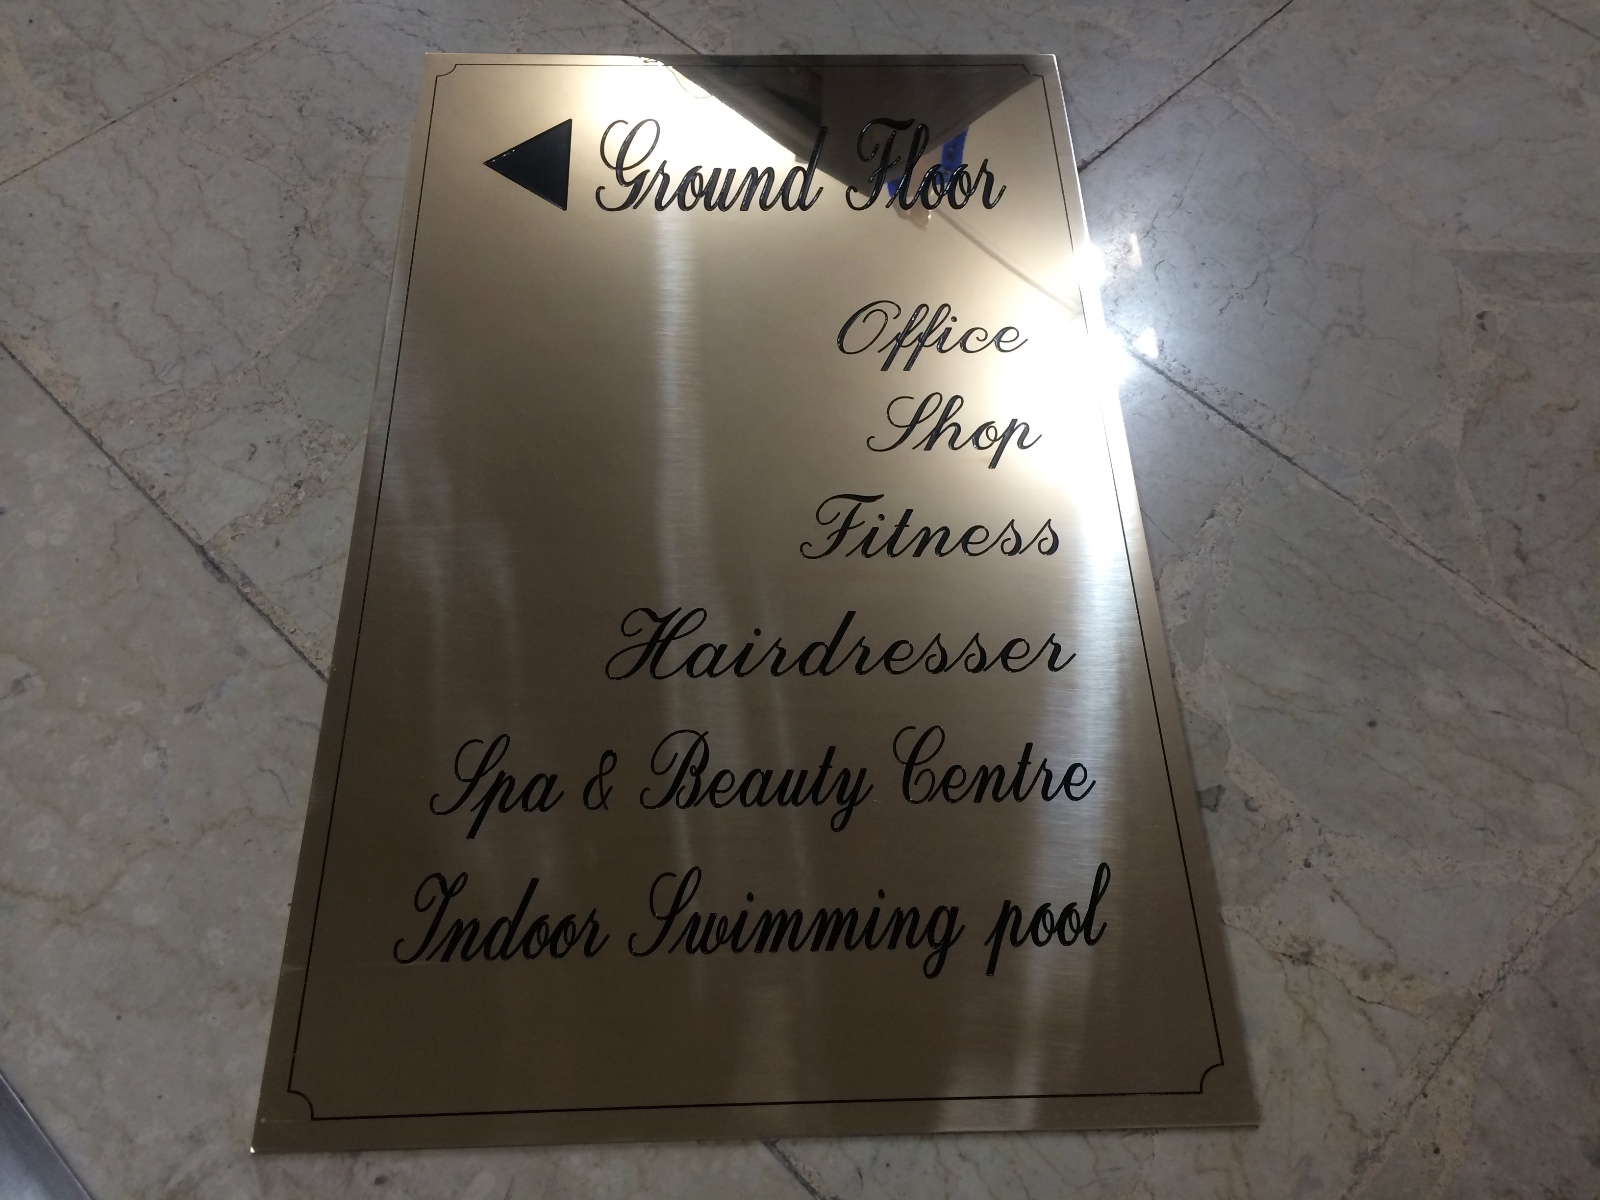 Ground Floor
Office
Shop
Fitness
Hairdresser
Spa & Beauty Centre
Indoor Swimming pool